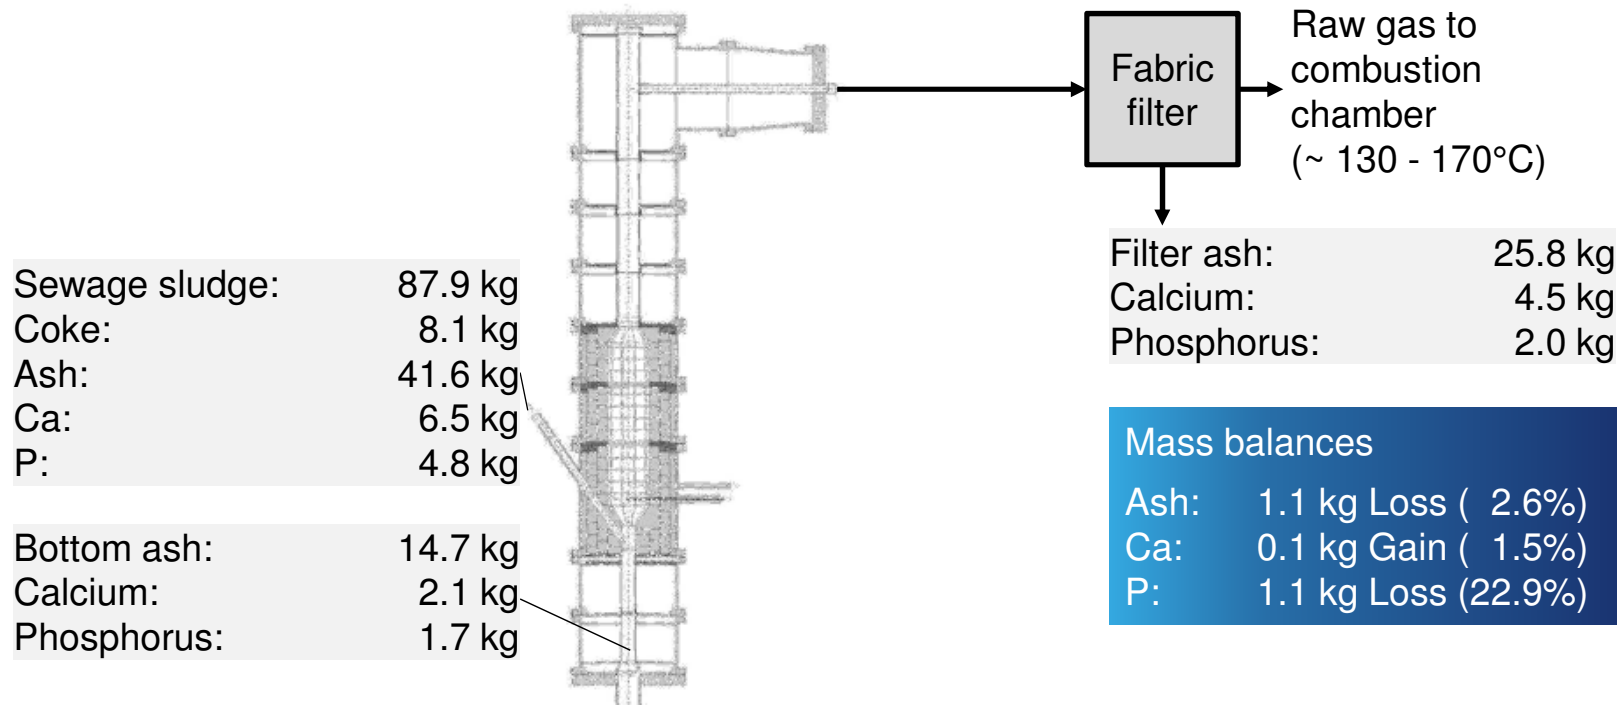 Fabric
filter
Raw gas to
combustion
chamber
(~ 130 - 170°C)
Sewage sludge: 87.9 kg
Coke: 8.1 kg
Ash: 41.6 kg
Ca: 6.5 kg
P: 4.8 kg
Bottom ash: 14.7 kg
Calcium: 2.1 kg
Phosphorus: 1.7 kg
Filter ash: 25.8 kg
Calcium: 4.5 kg
Phosphorus: 2.0 kg
Mass balances
Ash: 1.1 kg Loss ( 2.6%)
Ca: 0.1 kg Gain ( 1.5%)
P: 1.1 kg Loss (22.9%)